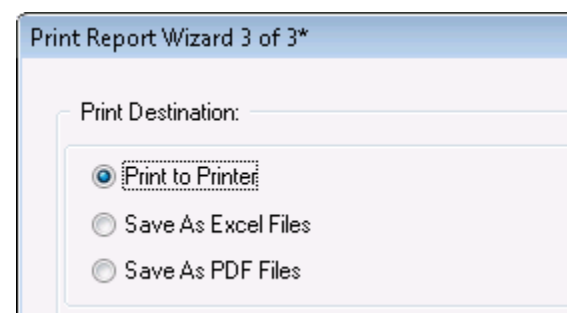 Print Report Wizard 3 of 3*
Print Destination:
Print to Printer
Save As Excel Files
Save As PDF Files